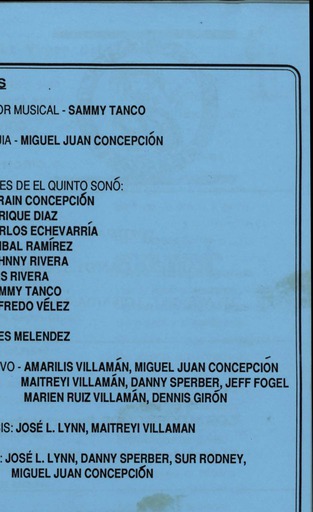 S
OR MUSICAL - SAMMY TANCO
IA - MIGUEL JUAN CONCEPCIÓN
ES DE EL QUINTO SONÓ:
RAIN CONCEPCIÓN
RIQUE DIAZ
RLOS ECHEVARRÍA
IBAL RAMÍREZ
HNNY RIVERA
S RIVERA
MMY TANCO
FREDO VÉLEZ
ES MELENDEZ
VO - AMARILIS VILLAMÁN, MIGUEL JUAN CONCEPCIÓN
MAITREYI VILLAMÁN, DANNY SPERBER, JEFF FOGEL
MARIEN RUIZ VILLAMÁN, DENNIS GIRÓN
IS: JOSÉ L. LYNN, MAITREYI VILLAMAN
: JOSÉ L. LYNN, DANNY SPERBER, SUR RODNEY,
MIGUEL JUAN CONCEPCIÓN